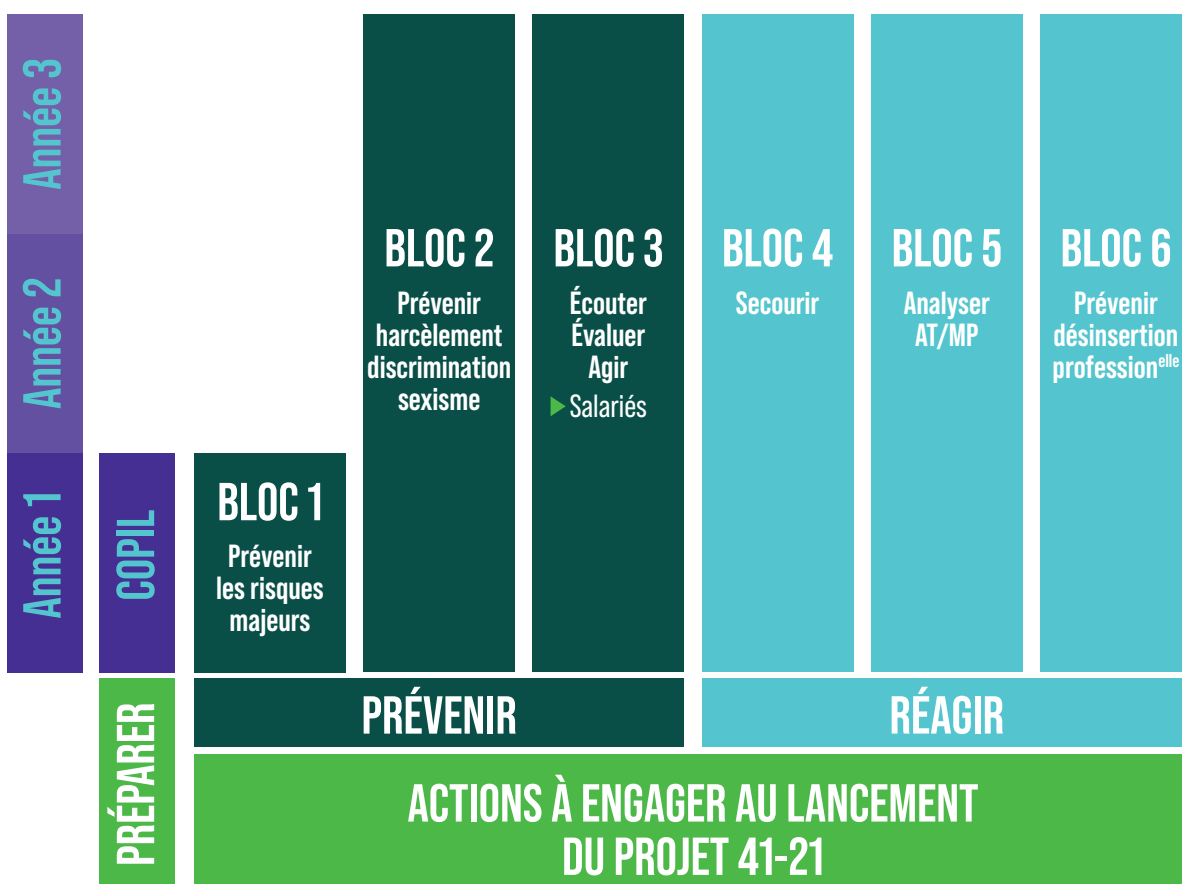 Année 3
Année 2
Année 1
COPIL
PRÉPARER
BLOC 1
Prévenir
les risques
majeurs
BLOC 2
Prévenir
harcèlement
discrimination
sexisme
BLOC 3
Écouter
Évaluer
Agir
▶ Salariés
BLOC 4
Secourir
BLOC 5
Analyser
AT/MP
BLOC 6
Prévenir
désinsertion
professionelle
PRÉVENIR
RÉAGIR
ACTIONS À ENGAGER AU LANCEMENT
DU PROJET 41-21